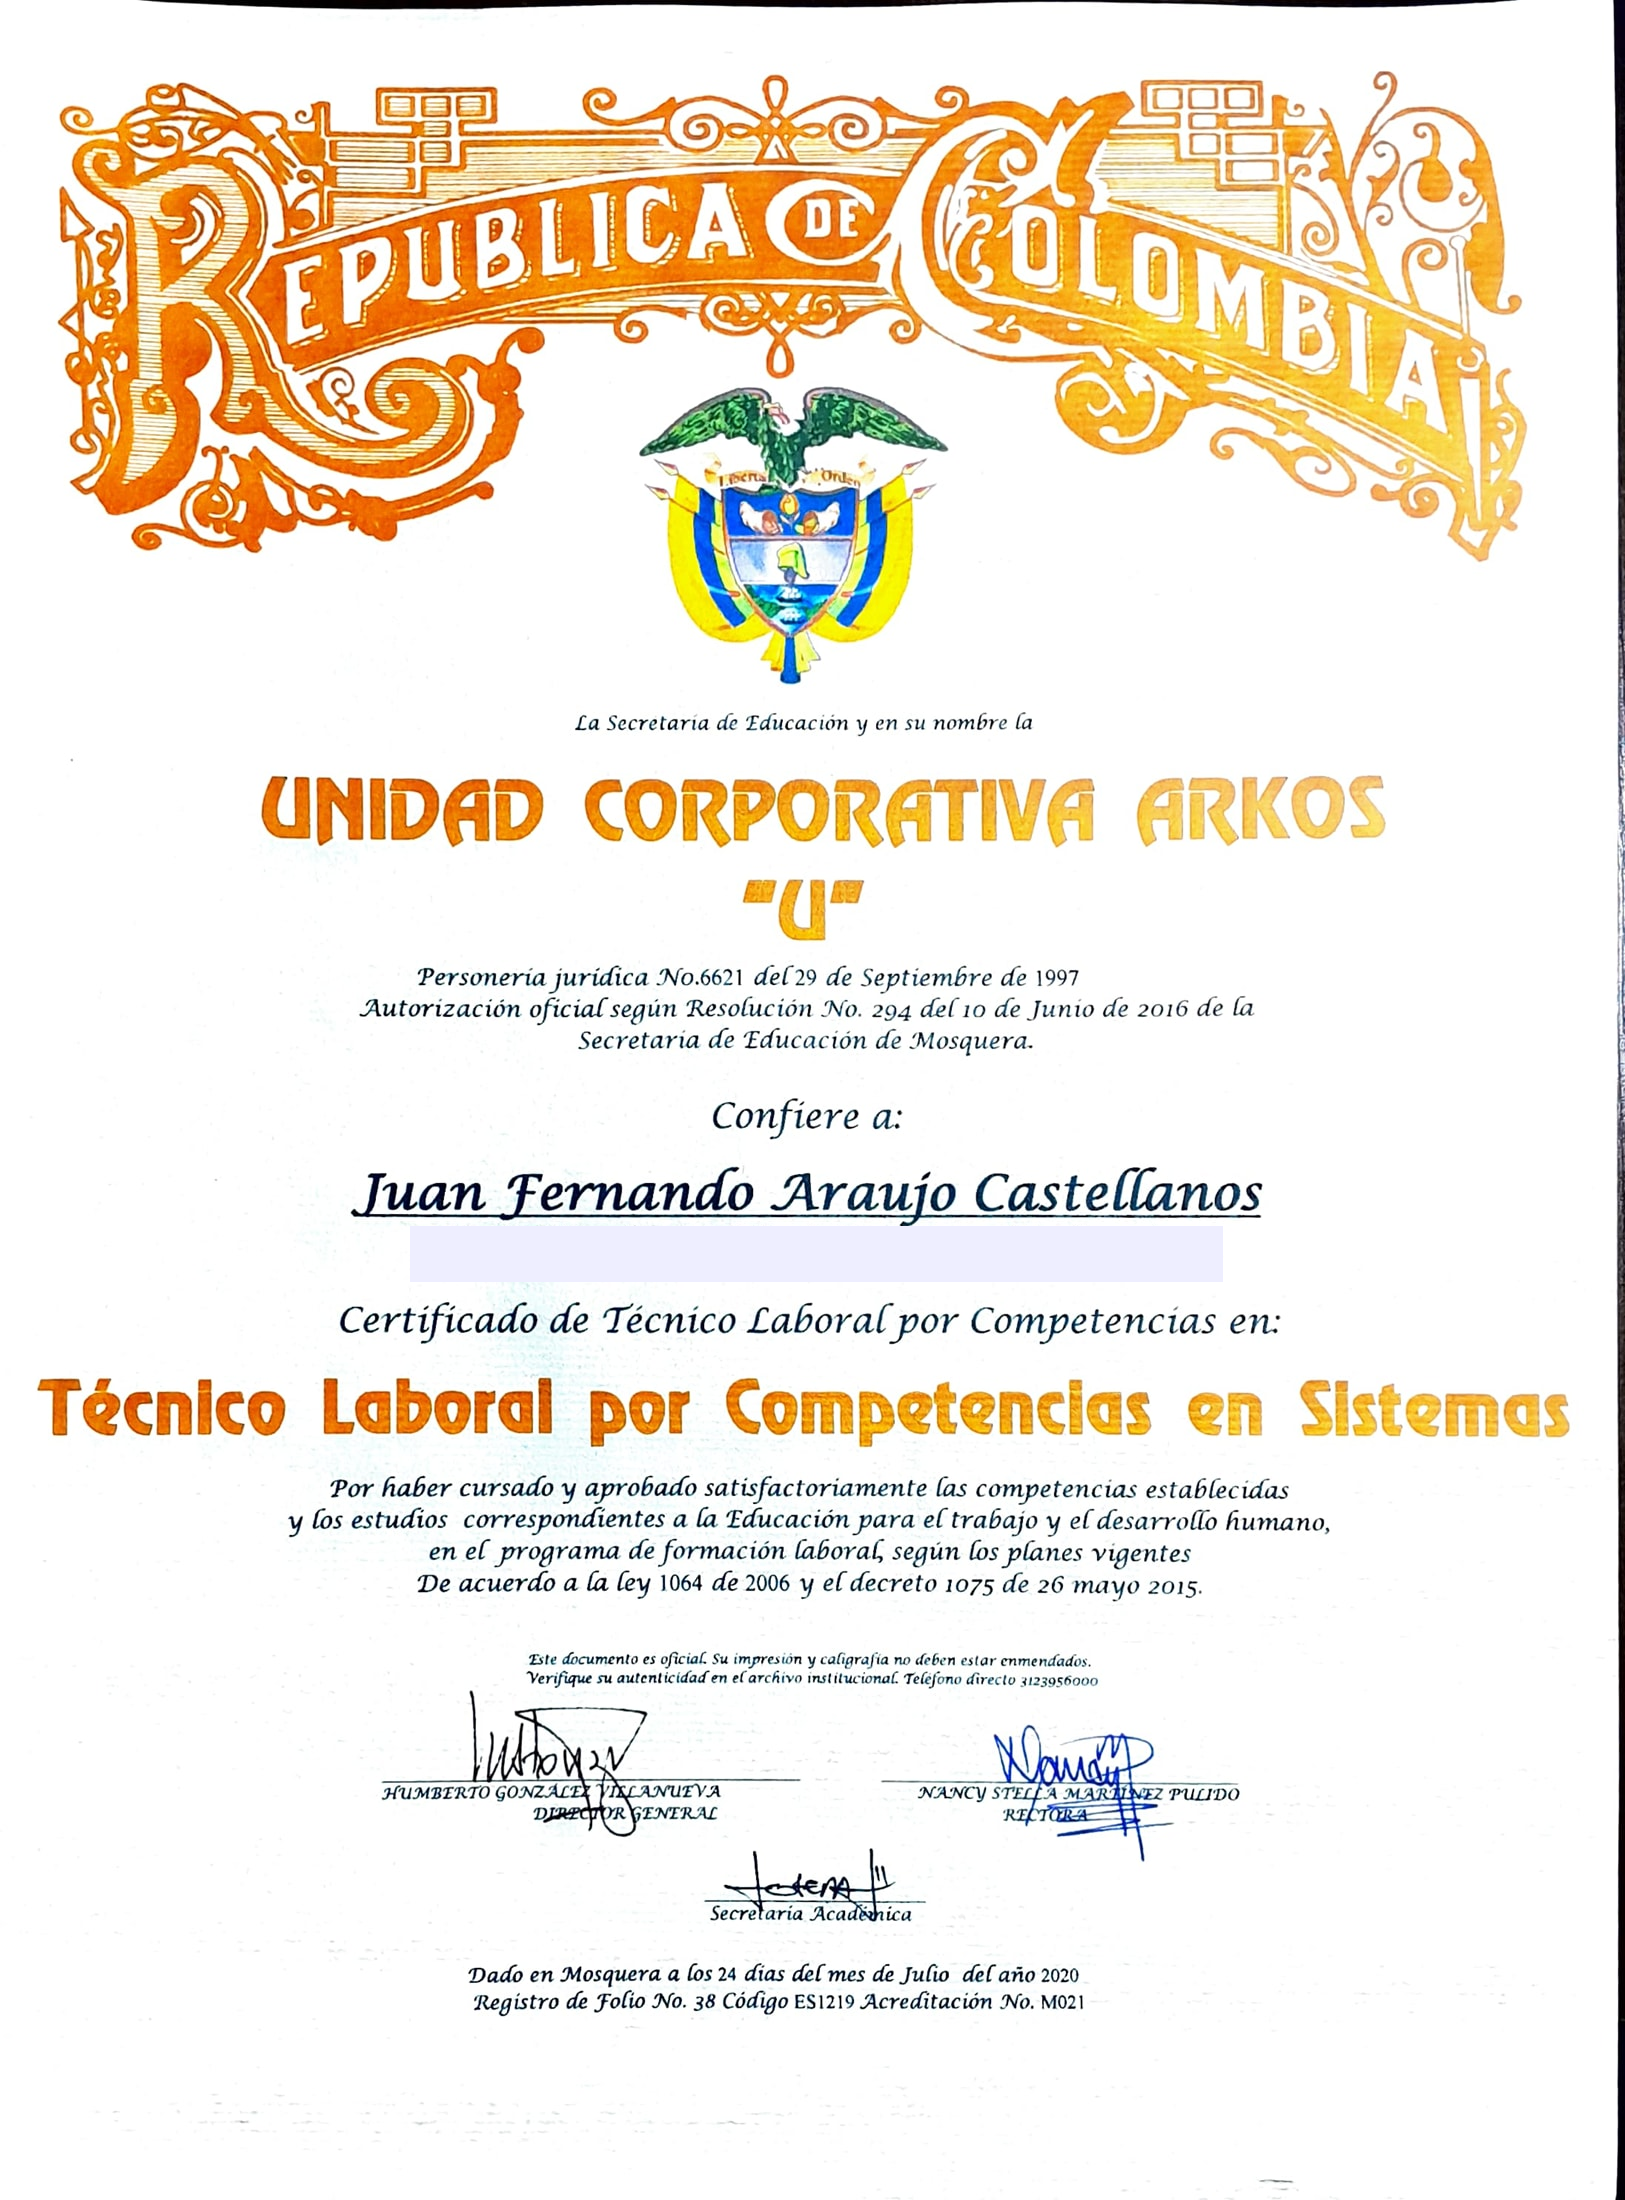 REPUBLICA DE COLOMBIA
Libertad y Orden
La Secretaría de Educación y en su nombre la
UNIDAD CORPORATIVA ARKOS
"U"
Personería jurídica No.6621 del 29 de Septiembre de 1997
Autorización oficial según Resolución No. 294 del 10 de Junio de 2016 de la
Secretaría de Educación de Mosquera.
Confiere a:
Juan Fernando Araujo Castellanos
Certificado de Técnico Laboral por Competencias en:
Técnico Laboral por Competencias en Sistemas
Por haber cursado y aprobado satisfactoriamente las competencias establecidas
y los estudios correspondientes a la Educación para el trabajo y el desarrollo humano,
en el programa de formación laboral, según los planes vigentes
De acuerdo a la ley 1064 de 2006 y el decreto 1075 de 26 mayo 2015.
Este documento es oficial. Su impresión y caligrafía no deben estar enmendados.
Verifique su autenticidad en el archivo institucional. Teléfono directo 3123956000
HUMBERTO GONZÁLEZ VILLANUEVA
DIRECTOR GENERAL
NANCY STELLA MARTINEZ PULIDO
RECTORA
Secretaría Académica
Dado en Mosquera a los 24 días del mes de Julio del año 2020
Registro de Folio No. 38 Código ES1219 Acreditación No. M021